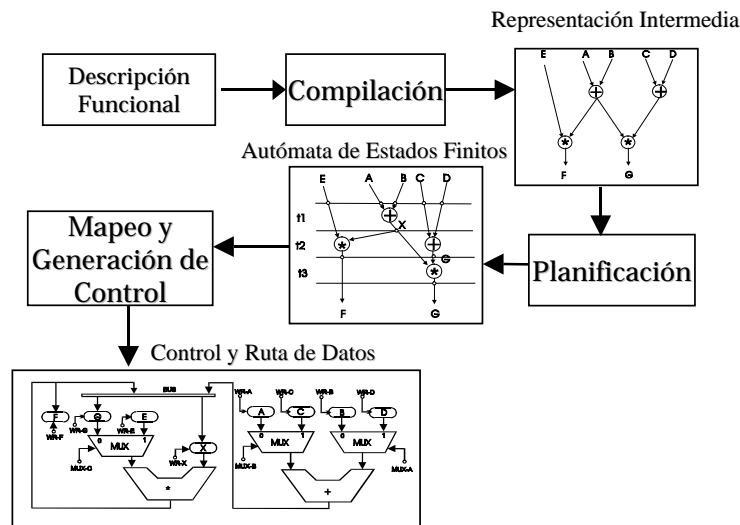 Representación Intermedia
Descripción
Funcional
Compilación
E A B C D
+ +
* *
F G
Autómata de Estados Finitos
E A B C D
t1 +
X
t2 * +
G
t3 *
F G
Mapeo y
Generación de
Control
Planificación
Control y Ruta de Datos
BUS
WR-A WR-C WR-B WR-D
F G E A C B D
WR-F WR-G WR-E
0 1 0 1 0 1
MUX MUX MUX
X
MUX-C WR-X MUX-B MUX-A
* +